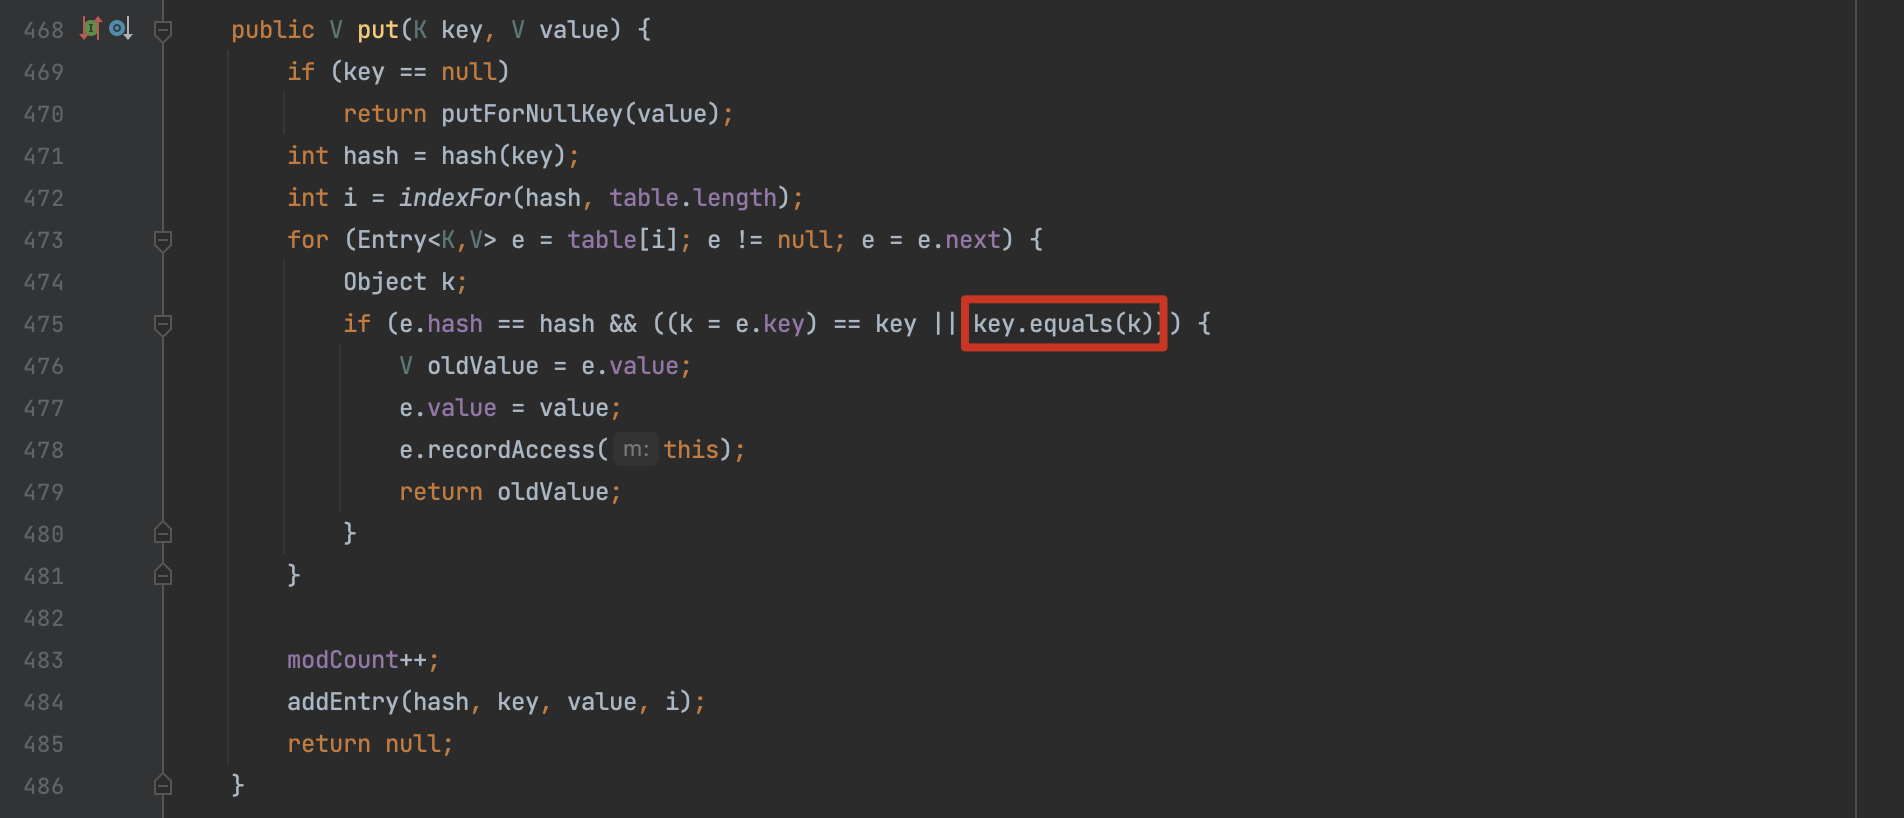 468 public V put(K key, V value) {
469 if (key == null)
470 return putForNullKey(value);
471 int hash = hash(key);
472 int i = indexFor(hash, table.length);
473 for (Entry<K,V> e = table[i]; e != null; e = e.next) {
474 Object k;
475 if (e.hash == hash && ((k = e.key) == key || key.equals(k))) {
476 V oldValue = e.value;
477 e.value = value;
478 e.recordAccess( m: this);
479 return oldValue;
480 }
481 }
482
483 modCount++;
484 addEntry(hash, key, value, i);
485 return null;
486 }